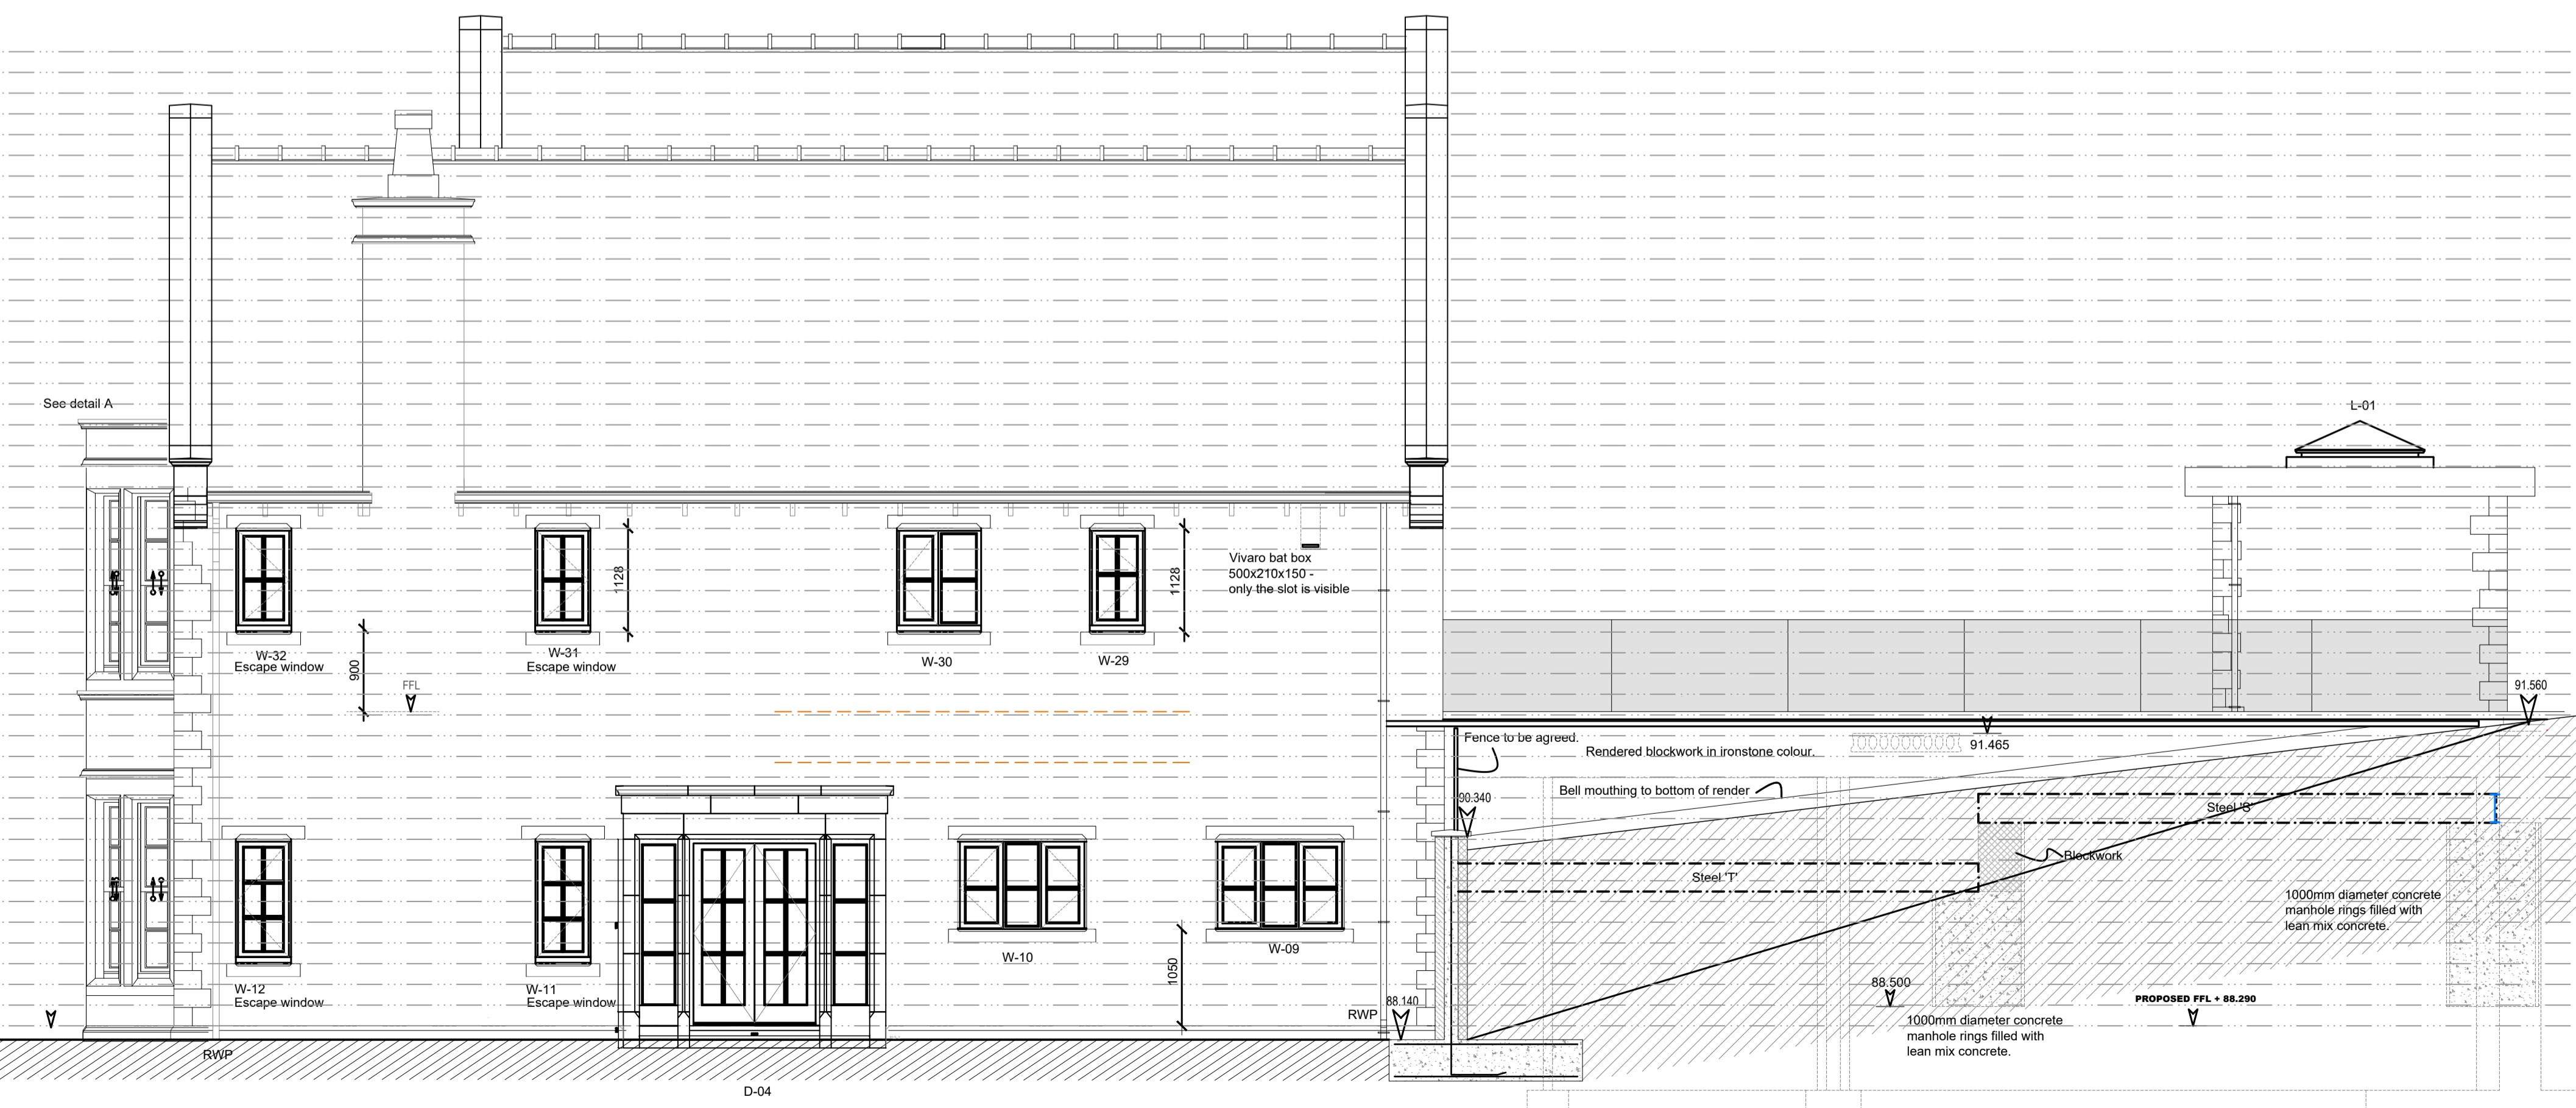 See detail A
L-01
Vivaro bat box
500x210x150 -
only the slot is visible
1128
1128
W-32
Escape window
W-31
Escape window
W-30
W-29
900
FFL
91.560
Fence to be agreed.
Rendered blockwork in ironstone colour.
91.465
Bell mouthing to bottom of render
90.340
Steel 'S'
Blockwork
Steel 'T'
1000mm diameter concrete
manhole rings filled with
lean mix concrete.
W-10
W-09
1050
W-12
Escape window
W-11
Escape window
88.500
88.140
RWP
PROPOSED FFL + 88.290
1000mm diameter concrete
manhole rings filled with
lean mix concrete.
RWP
D-04